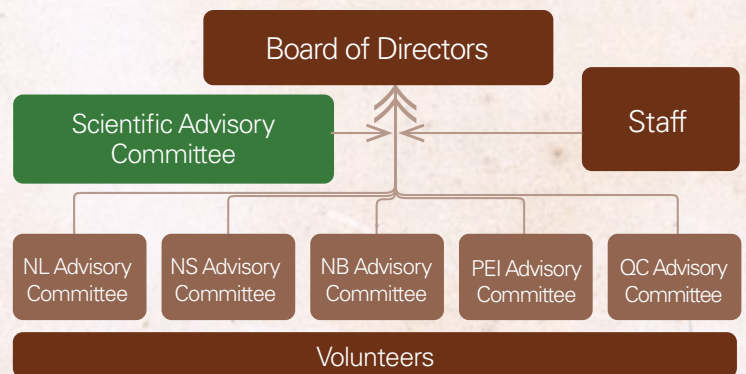 Board of Directors
Scientific Advisory
Committee
Staff
NL Advisory
Committee
NS Advisory
Committee
NB Advisory
Committee
PEI Advisory
Committee
QC Advisory
Committee
Volunteers